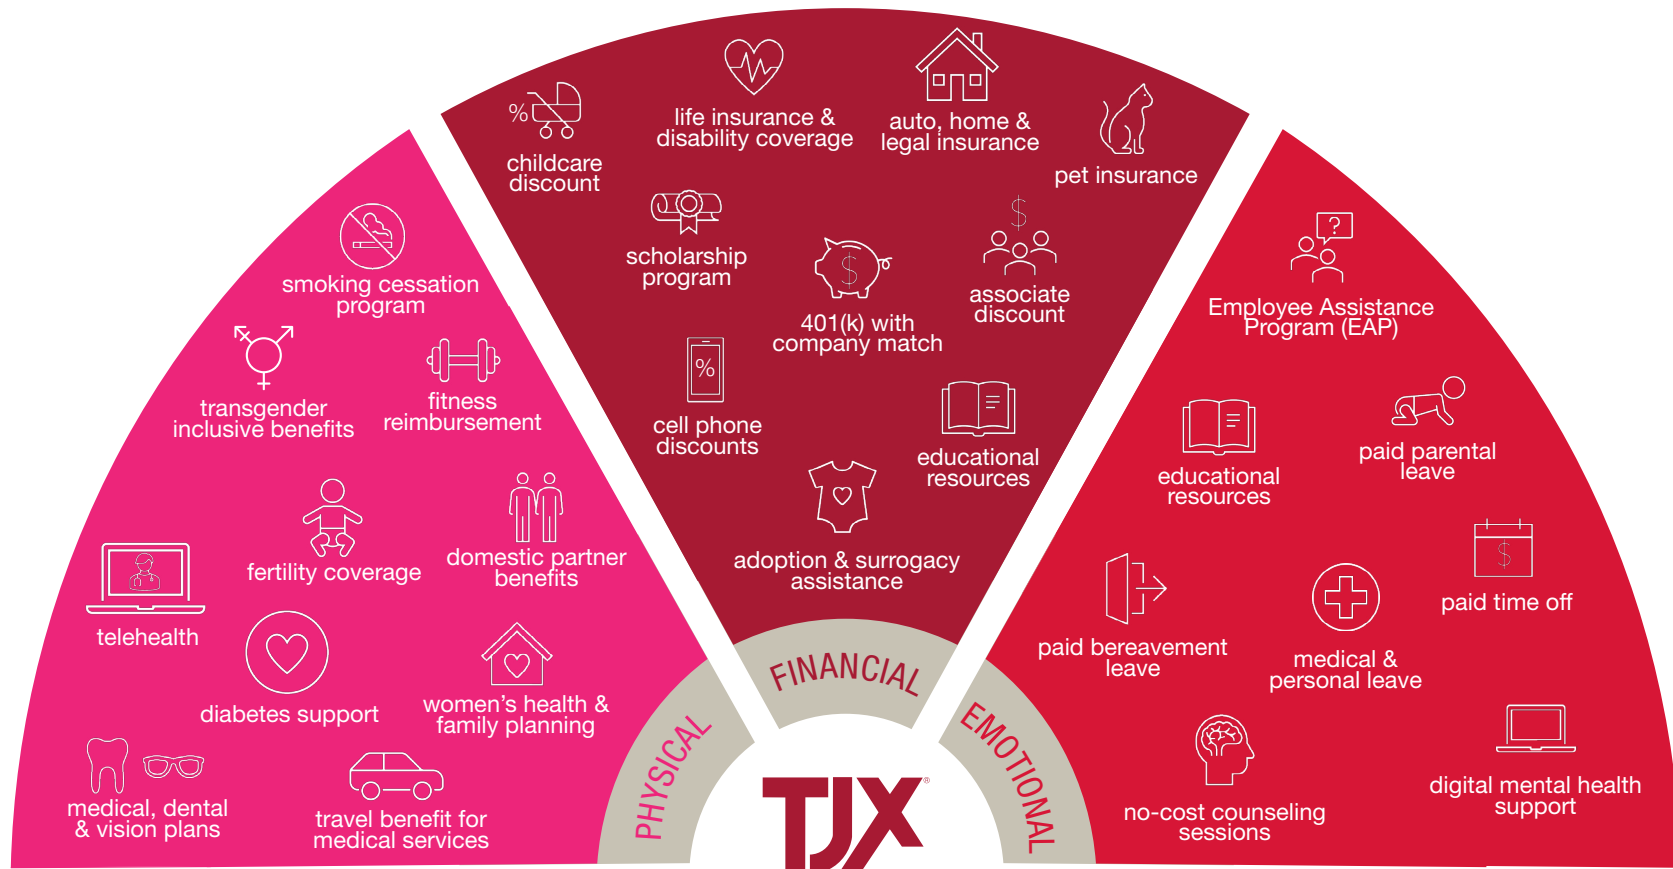 smoking cessation
program
transgender
inclusive benefits
fitness
reimbursement
fertility coverage
domestic partner
benefits
telehealth
diabetes support
women's health &
family planning
medical, dental
& vision plans
travel benefit for
medical services
PHYSICAL
%
childcare
discount
life insurance &
disability coverage
auto, home &
legal insurance
pet insurance
scholarship
program
$
401(k) with
company match
$
associate
discount
%
cell phone
discounts
educational
resources
adoption & surrogacy
assistance
FINANCIAL
?
Employee Assistance
Program (EAP)
educational
resources
paid parental
leave
paid bereavement
leave
medical &
personal leave
$
paid time off
no-cost counseling
sessions
digital mental health
support
EMOTIONAL
TJX®